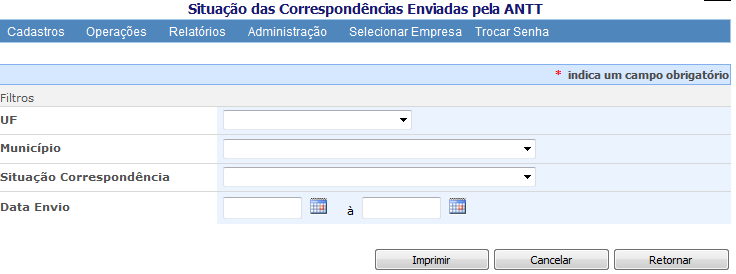 Situação das Correspondências Enviadas pela ANTT
Cadastros Operações Relatórios Administração Selecionar Empresa Trocar Senha
* indica um campo obrigatório
Filtros
UF
Município
Situação Correspondência
Data Envio à
Imprimir Cancelar Retornar